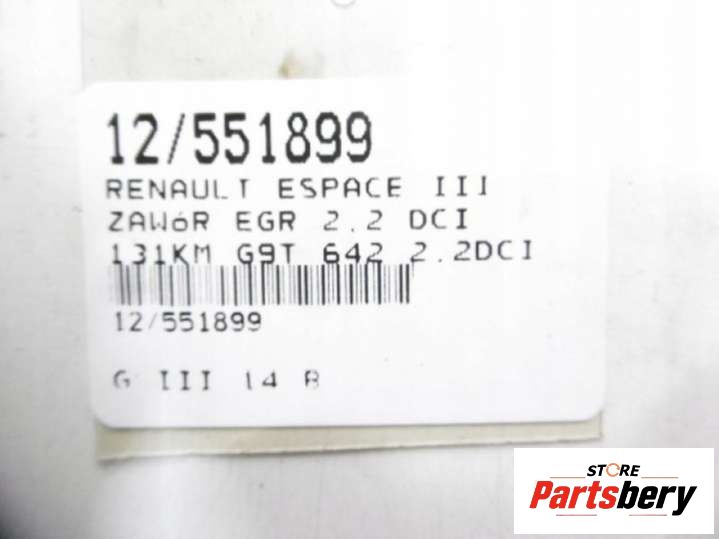 12/551899
RENAULT ESPACE III
ZAWóR EGR 2.2 DCI
131KM G9T 642 2.2DCI
12/551899
G III 14 B
STORE
Partsbery